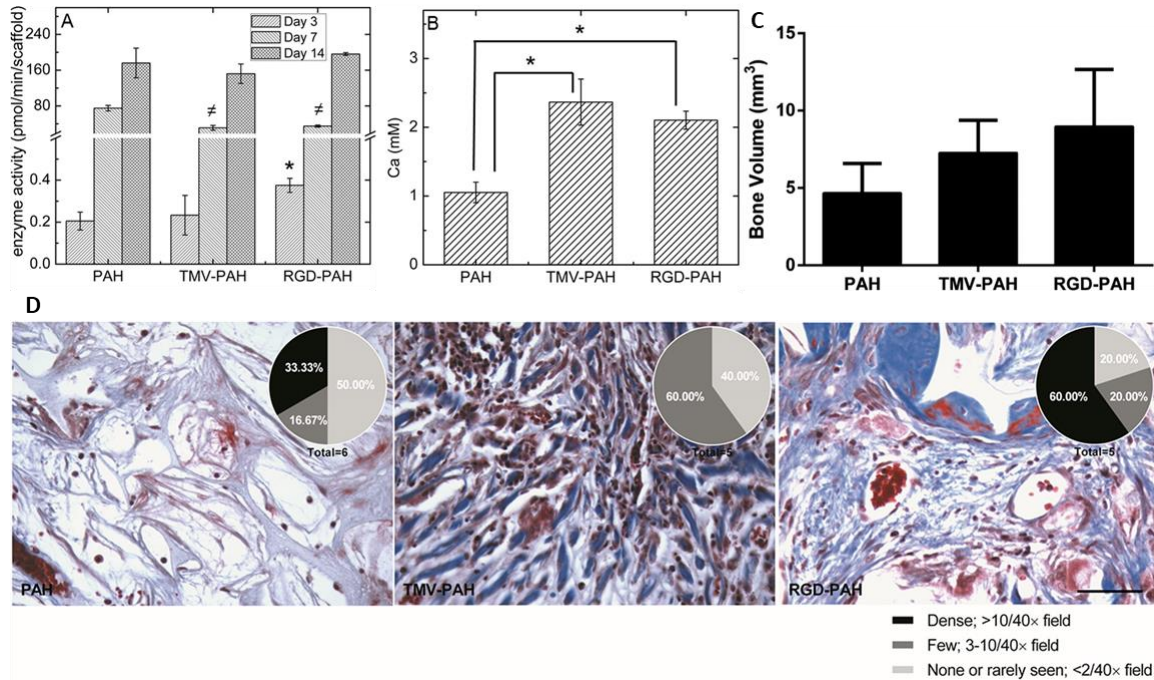 A
enzyme activity (pmol/min/scaffold)
240
160
80
0.4
0.2
0.0
Day 3
Day 7
Day 14
≠
≠
*
PAH
TMV-PAH
RGD-PAH
B
Ca (mM)
3
2
1
0
*
*
PAH
TMV-PAH
RGD-PAH
C
Bone Volume (mm³)
15
10
5
0
PAH
TMV-PAH
RGD-PAH
D
33.33%
50.00%
16.67%
Total=6
PAH
40.00%
60.00%
Total=5
TMV-PAH
20.00%
60.00%
20.00%
Total=5
RGD-PAH
Dense; >10/40× field
Few; 3-10/40× field
None or rarely seen; <2/40× field